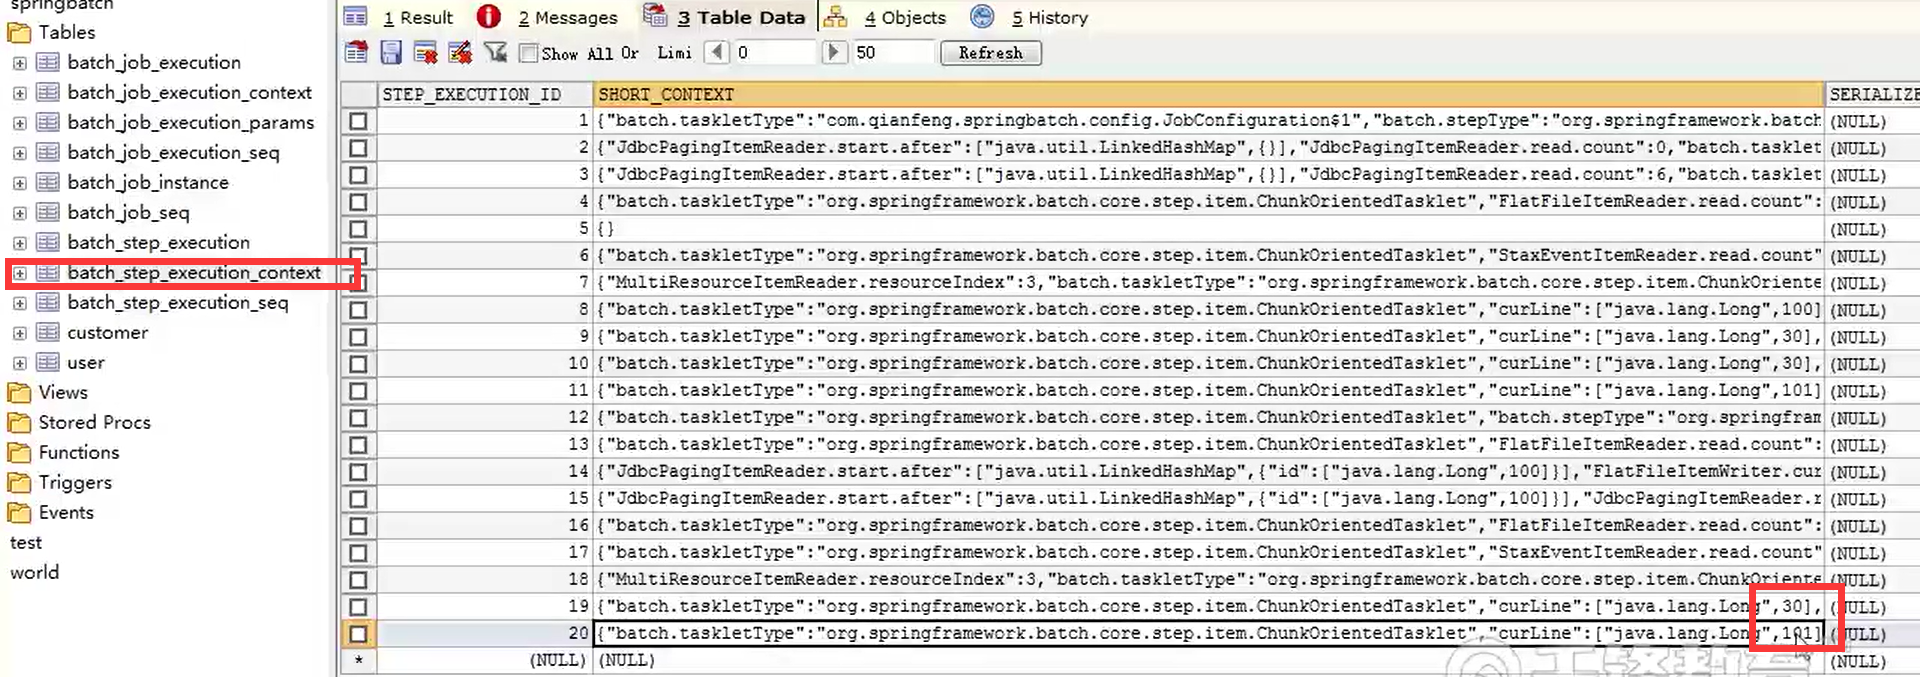 springbatch
Tables
batch_job_execution
batch_job_execution_context
batch_job_execution_params
batch_job_execution_seq
batch_job_instance
batch_job_seq
batch_step_execution
batch_step_execution_context
batch_step_execution_seq
customer
user
Views
Stored Procs
Functions
Triggers
Events
test
world
1 Result 2 Messages 3 Table Data 4 Objects 5 History
Show All Or Limi 0 50 Refresh
STEP_EXECUTION_ID SHORT_CONTEXT SERIALIZE
1 {"batch.taskletType":"com.qianfeng.springbatch.config.JobConfiguration$1","batch.stepType":"org.springframework.batch (NULL)
2 {"JdbcPagingItemReader.start.after":["java.util.LinkedHashMap",{}],"JdbcPagingItemReader.read.count":0,"batch.tasklet (NULL)
3 {"JdbcPagingItemReader.start.after":["java.util.LinkedHashMap",{}],"JdbcPagingItemReader.read.count":6,"batch.tasklet (NULL)
4 {"batch.taskletType":"org.springframework.batch.core.step.item.ChunkOrientedTasklet","FlatFileItemReader.read.count": (NULL)
5 {} (NULL)
6 {"batch.taskletType":"org.springframework.batch.core.step.item.ChunkOrientedTasklet","StaxEventItemReader.read.count" (NULL)
7 {"MultiResourceItemReader.resourceIndex":3,"batch.taskletType":"org.springframework.batch.core.step.item.ChunkOriente (NULL)
8 {"batch.taskletType":"org.springframework.batch.core.step.item.ChunkOrientedTasklet","curLine":["java.lang.Long",100] (NULL)
9 {"batch.taskletType":"org.springframework.batch.core.step.item.ChunkOrientedTasklet","curLine":["java.lang.Long",30], (NULL)
10 {"batch.taskletType":"org.springframework.batch.core.step.item.ChunkOrientedTasklet","curLine":["java.lang.Long",30], (NULL)
11 {"batch.taskletType":"org.springframework.batch.core.step.item.ChunkOrientedTasklet","curLine":["java.lang.Long",101] (NULL)
12 {"batch.taskletType":"org.springframework.batch.core.step.item.ChunkOrientedTasklet","batch.stepType":"org.springfram (NULL)
13 {"batch.taskletType":"org.springframework.batch.core.step.item.ChunkOrientedTasklet","FlatFileItemReader.read.count": (NULL)
14 {"JdbcPagingItemReader.start.after":["java.util.LinkedHashMap",{"id":["java.lang.Long",100]}],"FlatFileItemWriter.cur (NULL)
15 {"JdbcPagingItemReader.start.after":["java.util.LinkedHashMap",{"id":["java.lang.Long",100]}],"JdbcPagingItemReader.r (NULL)
16 {"batch.taskletType":"org.springframework.batch.core.step.item.ChunkOrientedTasklet","FlatFileItemReader.read.count": (NULL)
17 {"batch.taskletType":"org.springframework.batch.core.step.item.ChunkOrientedTasklet","StaxEventItemReader.read.count" (NULL)
18 {"MultiResourceItemReader.resourceIndex":3,"batch.taskletType":"org.springframework.batch.core.step.item.ChunkOriente (NULL)
19 {"batch.taskletType":"org.springframework.batch.core.step.item.ChunkOrientedTasklet","curLine":["java.lang.Long",30], (NULL)
20 {"batch.taskletType":"org.springframework.batch.core.step.item.ChunkOrientedTasklet","curLine":["java.lang.Long",101] (NULL)
* (NULL) (NULL) (NULL)